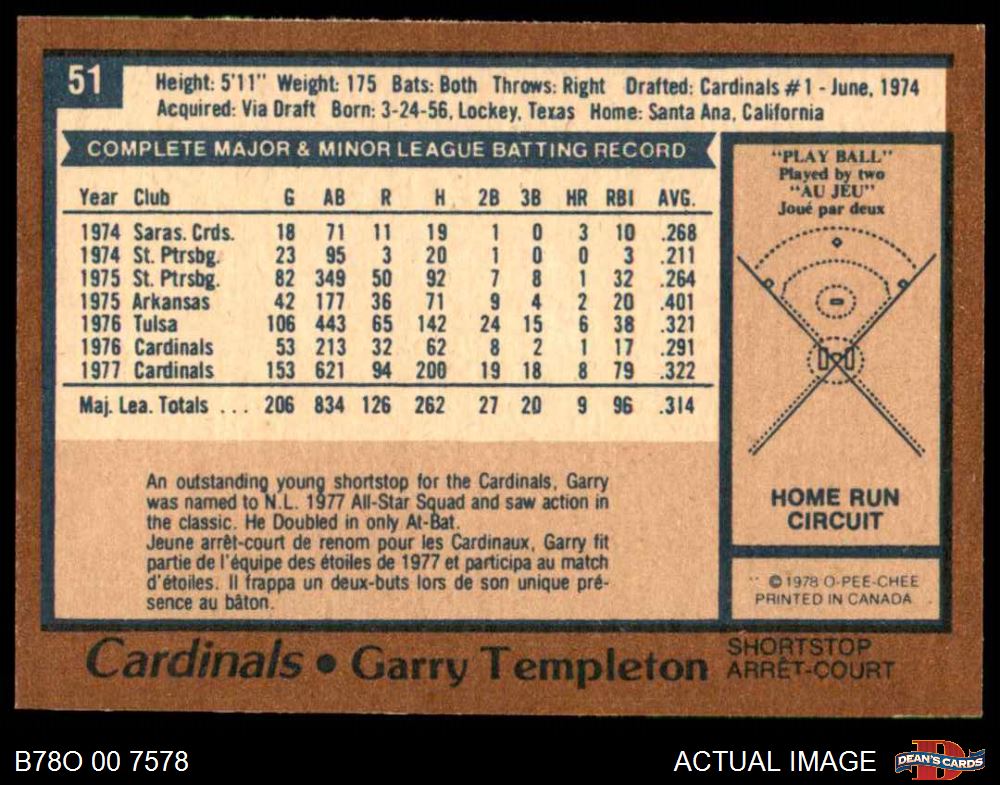 51
Height: 5'11" Weight: 175 Bats: Both Throws: Right Drafted: Cardinals #1 - June, 1974
Acquired: Via Draft Born: 3-24-56, Lockey, Texas Home: Santa Ana, California
COMPLETE MAJOR & MINOR LEAGUE BATTING RECORD
Year Club G AB R H 2B 3B HR RBI AVG.
1974 Saras. Crds. 18 71 11 19 1 0 3 10 .268
1974 St. Ptrsbg. 23 95 3 20 1 0 0 3 .211
1975 St. Ptrsbg. 82 349 50 92 7 8 1 32 .264
1975 Arkansas 42 177 36 71 9 4 2 20 .401
1976 Tulsa 106 443 65 142 24 15 6 38 .321
1976 Cardinals 53 213 32 62 8 2 1 17 .291
1977 Cardinals 153 621 94 200 19 18 8 79 .322
Maj. Lea. Totals ... 206 834 126 262 27 20 9 96 .314
An outstanding young shortstop for the Cardinals, Garry
was named to N.L. 1977 All-Star Squad and saw action in
the classic. He Doubled in only At-Bat.
Jeune arrêt-court de renom pour les Cardinaux, Garry fit
partie de l'équipe des étoiles de 1977 et participa au match
d'étoiles. Il frappa un deux-buts lors de son unique pré-
sence au bâton.
"PLAY BALL"
Played by two
"AU JEU"
Joué par deux
HOME RUN
CIRCUIT
© 1978 O-PEE-CHEE
PRINTED IN CANADA
Cardinals • Garry Templeton
SHORTSTOP
ARRÊT-COURT
B78O 00 7578
ACTUAL IMAGE
D
DEAN'S CARDS